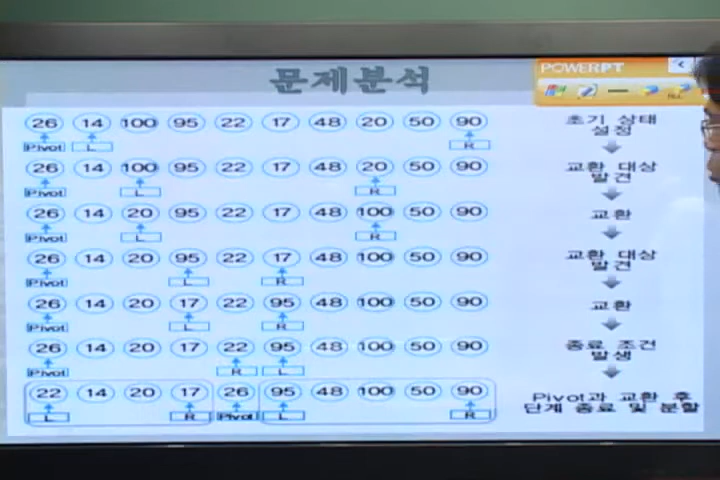 문제분석
POWERPT
26 14 100 95 22 17 48 20 50 90 초기 상태
설정
Pivot L R
26 14 100 95 22 17 48 20 50 90 교환 대상
발견
Pivot L R
26 14 20 95 22 17 48 100 50 90 교환
Pivot L R
26 14 20 95 22 17 48 100 50 90 교환 대상
발견
Pivot L R
26 14 20 17 22 95 48 100 50 90 교환
Pivot L R
26 14 20 17 22 95 48 100 50 90 종료 조건
발생
Pivot R L
22 14 20 17 26 95 48 100 50 90 Pivot과 교환 후
단계 종료 및 분할
L R Pivot L R